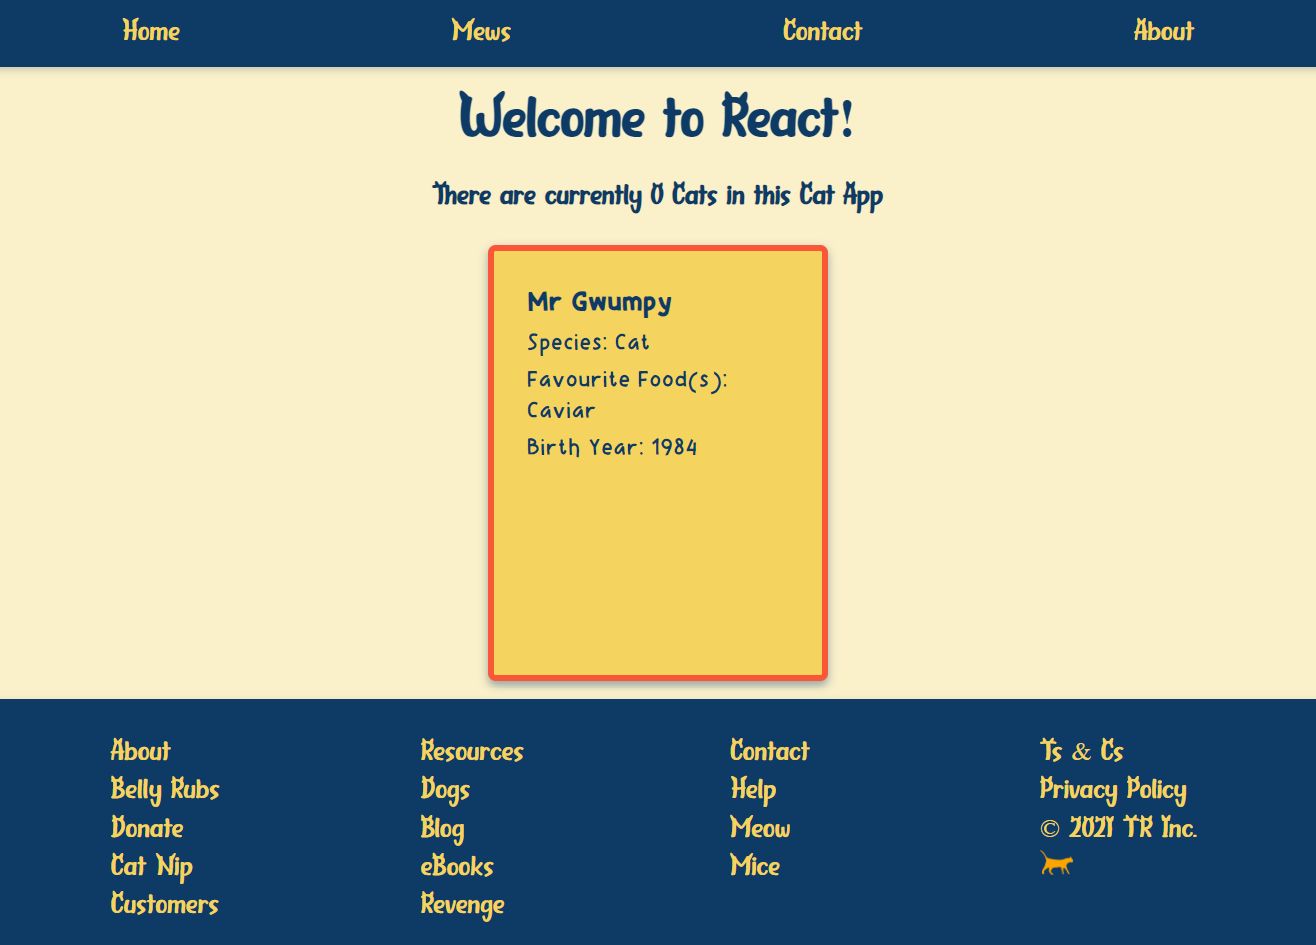 Home Mews Contact About
Welcome to React!
There are currently 0 Cats in this Cat App
Mr Gwumpy
Species: Cat
Favourite Food(s):
Caviar
Birth Year: 1984
About
Belly Rubs
Donate
Cat Nip
Customers
Resources
Dogs
Blog
eBooks
Revenge
Contact
Help
Meow
Mice
Ts & Cs
Privacy Policy
© 2021 TR Inc.